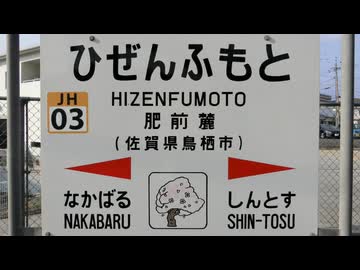 ひぜんふもと
JH
03
HIZENFUMOTO
肥前麓
(佐賀県鳥栖市)
なかばる
しんとす
NAKABARU
SHIN-TOSU